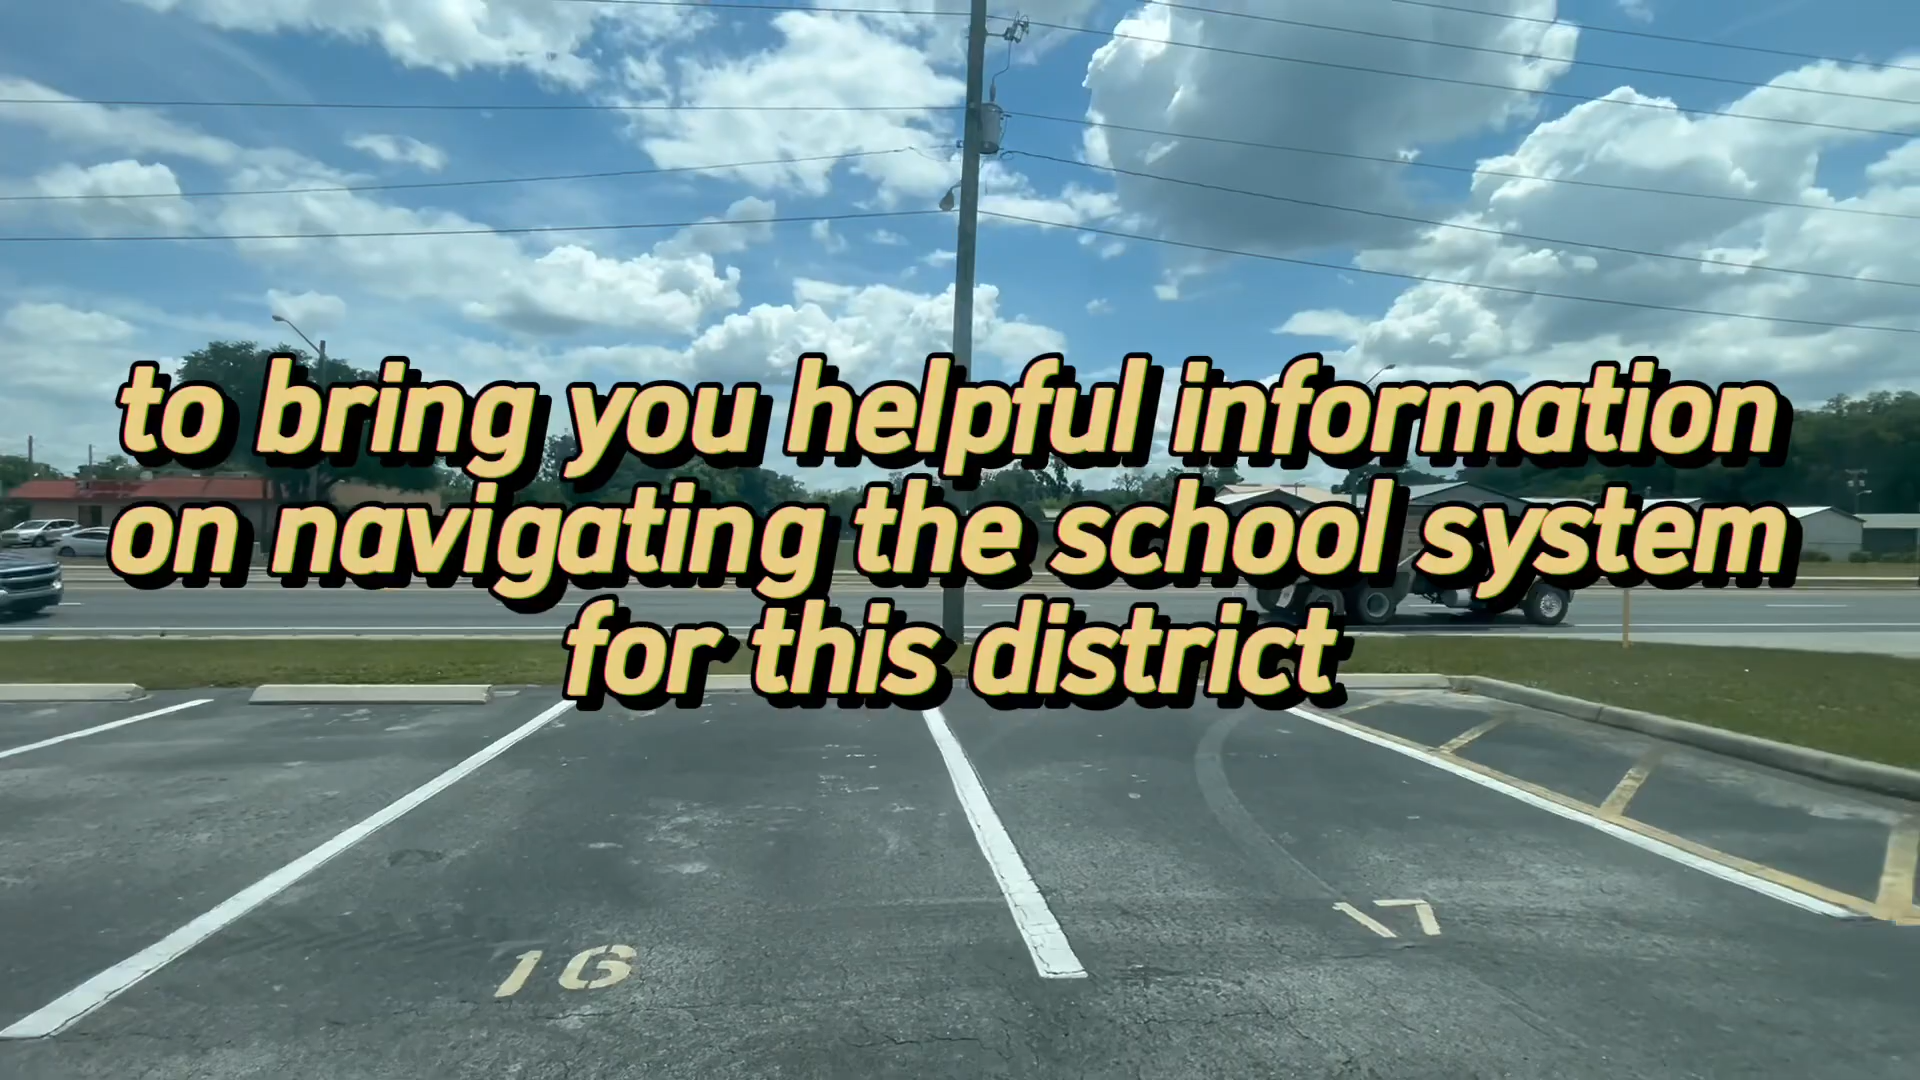 to bring you helpful information
on navigating the school system
for this district
16
17